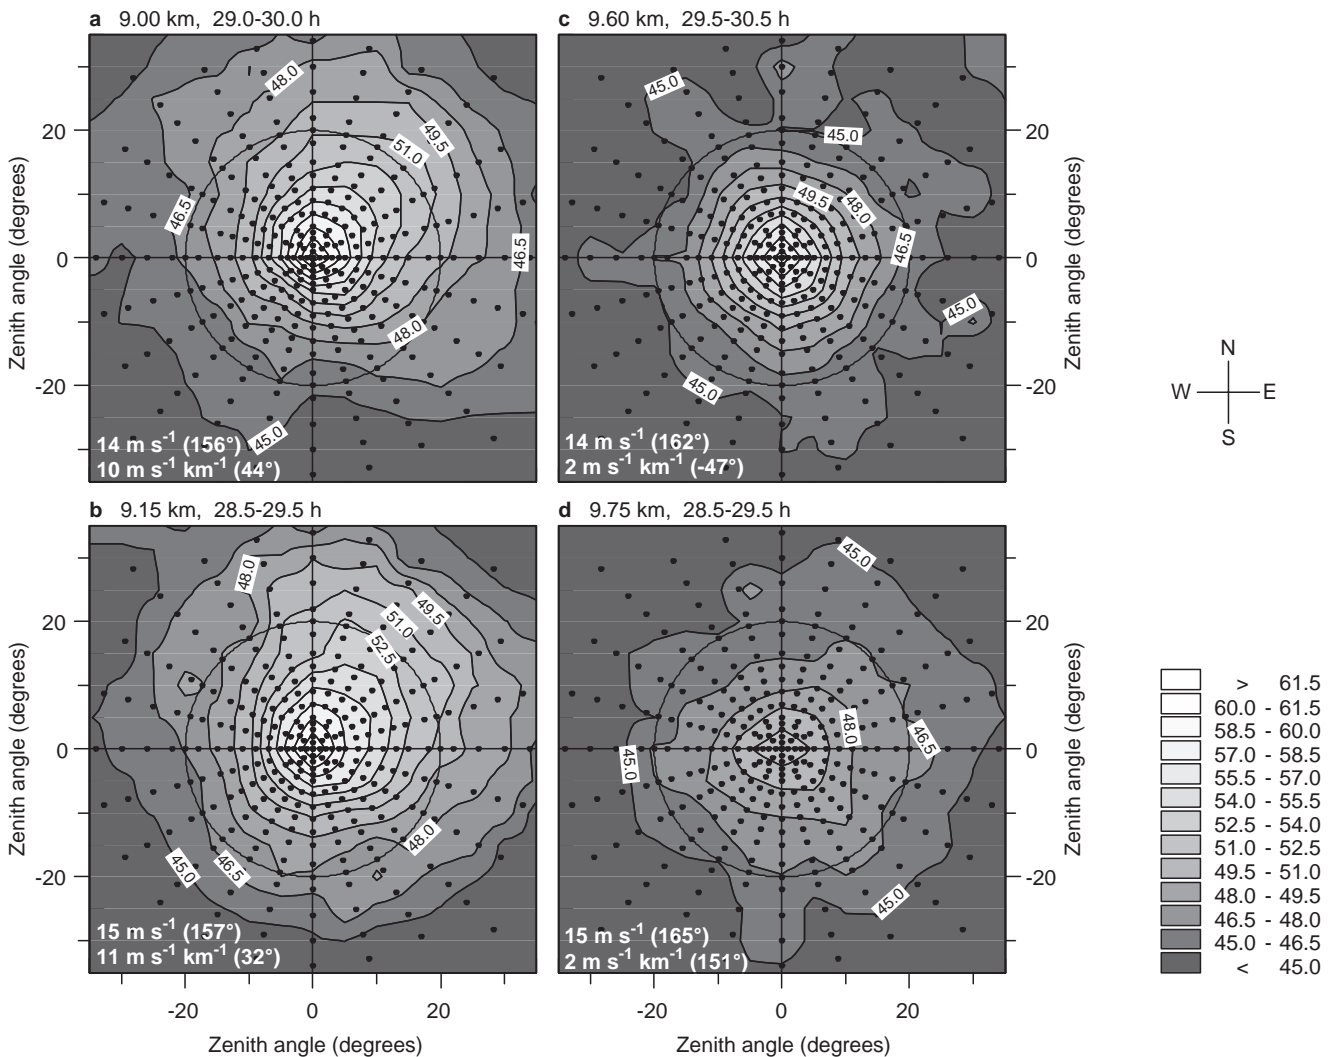 a 9.00 km, 29.0-30.0 h
c 9.60 km, 29.5-30.5 h
48.0
49.5
51.0
46.5
46.5
48.0
45.0
14 m s-1 (156°)
10 m s-1 km-1 (44°)
20
0
-20
Zenith angle (degrees)
45.0
45.0
49.5
48.0
46.5
45.0
45.0
14 m s-1 (162°)
2 m s-1 km-1 (-47°)
20
0
-20
Zenith angle (degrees)
N
W E
S
b 9.15 km, 28.5-29.5 h
d 9.75 km, 28.5-29.5 h
48.0
49.5
51.0
52.5
48.0
45.0
46.5
15 m s-1 (157°)
11 m s-1 km-1 (32°)
20
0
-20
Zenith angle (degrees)
-20 0 20
Zenith angle (degrees)
45.0
48.0
46.5
45.0
45.0
15 m s-1 (165°)
2 m s-1 km-1 (151°)
20
0
-20
Zenith angle (degrees)
-20 0 20
Zenith angle (degrees)
> 61.5
60.0 - 61.5
58.5 - 60.0
57.0 - 58.5
55.5 - 57.0
54.0 - 55.5
52.5 - 54.0
51.0 - 52.5
49.5 - 51.0
48.0 - 49.5
46.5 - 48.0
45.0 - 46.5
< 45.0